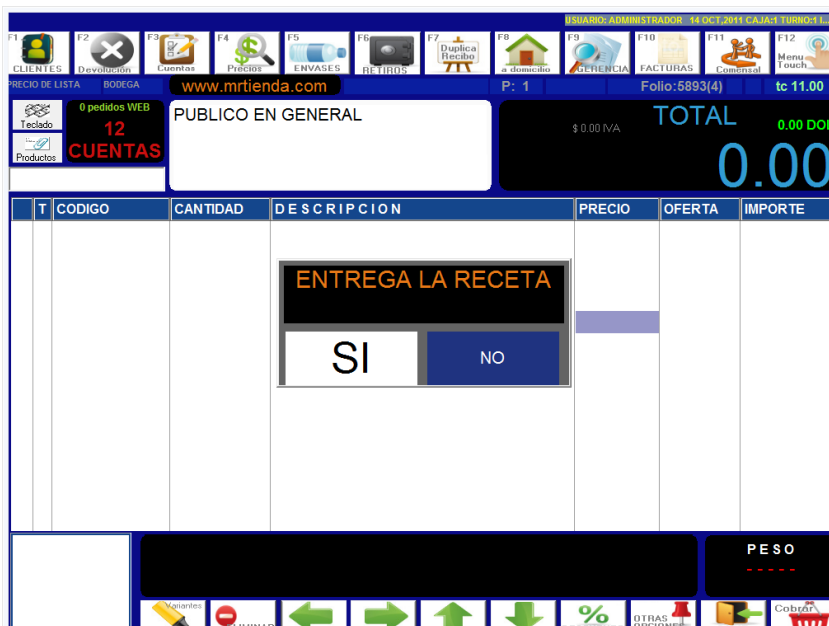 USUARIO: ADMINISTRADOR 14 OCT,2011 CAJA:1 TURNO:1 I...
F1 F2 F3 F4 F5 F6 F7 F8 F9 F10 F11 F12
Duplica
Recibo
CLIENTES Devolución Cuentas Precios ENVASES RETIROS a domicilio GERENCIA FACTURAS Comensal Menu Touch
PRECIO DE LISTA BODEGA www.mrtienda.com P: 1 Folio:5893(4) tc 11.00
Teclado
Productos
0 pedidos WEB
12
CUENTAS
PUBLICO EN GENERAL
$ 0.00 IVA
TOTAL
0.00 DOL
0.00
T CODIGO CANTIDAD DESCRIPCION PRECIO OFERTA IMPORTE
ENTREGA LA RECETA
SI NO
PESO
- - - - -
Variantes
%
OTRAS
OPCIONES
Cobrar